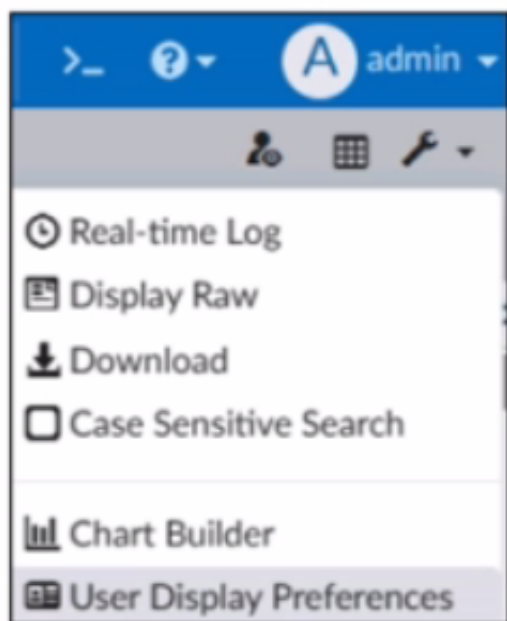 >_ ? A admin
Real-time Log
Display Raw
Download
Case Sensitive Search
Chart Builder
User Display Preferences